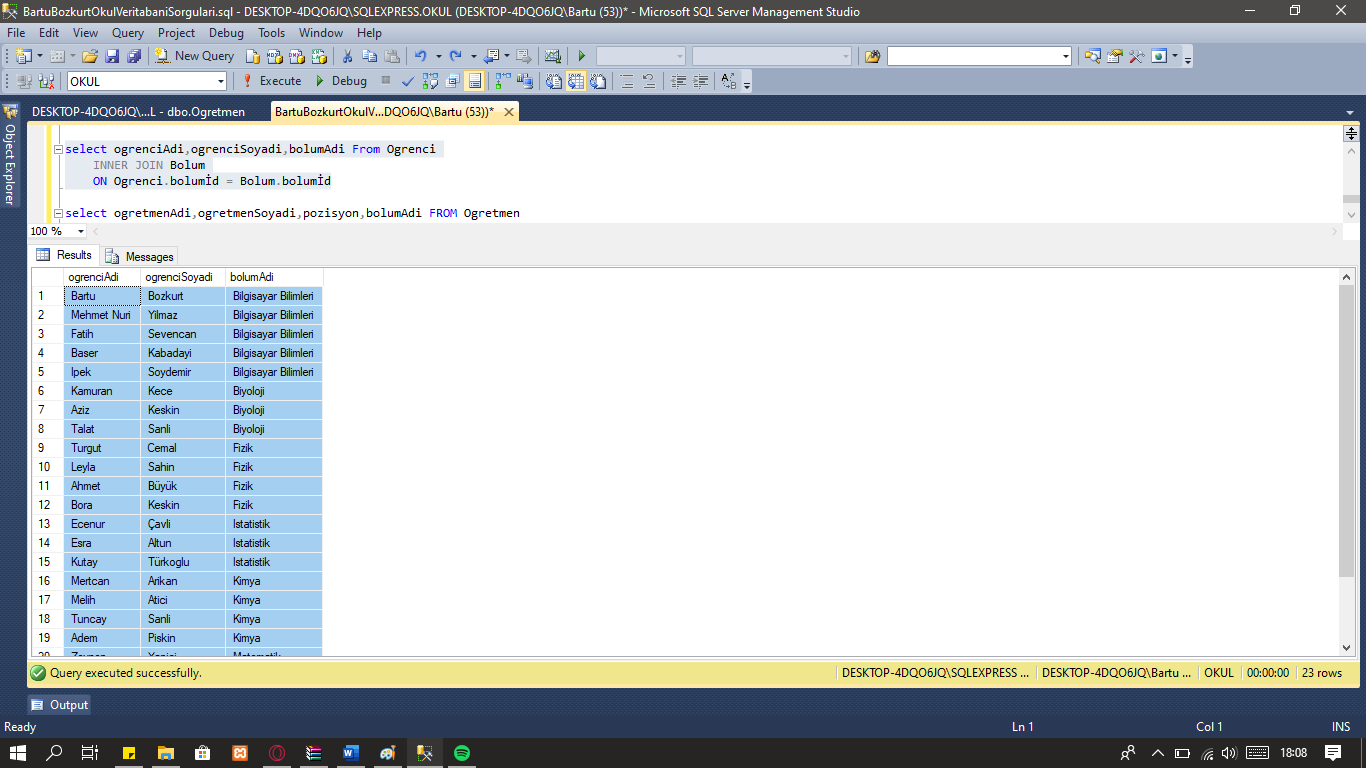 BartuBozkurtOkulVeritabaniSorgulari.sql - DESKTOP-4DQO6JQ\SQLEXPRESS.OKUL (DESKTOP-4DQO6JQ\Bartu (53))* - Microsoft SQL Server Management Studio
File Edit View Query Project Debug Tools Window Help
New Query
OKUL Execute Debug
Object Explorer
DESKTOP-4DQO6JQ\...L - dbo.Ogretmen BartuBozkurtOkulV...DQO6JQ\Bartu (53))*
select ogrenciAdi,ogrenciSoyadi,bolumAdi From Ogrenci
INNER JOIN Bolum
ON Ogrenci.bolumİd = Bolum.bolumİd
select ogretmenAdi,ogretmenSoyadi,pozisyon,bolumAdi FROM Ogretmen
100 %
Results Messages
ogrenciAdi ogrenciSoyadi bolumAdi
1 Bartu Bozkurt Bilgisayar Bilimleri
2 Mehmet Nuri Yilmaz Bilgisayar Bilimleri
3 Fatih Sevencan Bilgisayar Bilimleri
4 Baser Kabadayi Bilgisayar Bilimleri
5 Ipek Soydemir Bilgisayar Bilimleri
6 Kamuran Kece Biyoloji
7 Aziz Keskin Biyoloji
8 Talat Sanli Biyoloji
9 Turgut Cemal Fizik
10 Leyla Sahin Fizik
11 Ahmet Büyük Fizik
12 Bora Keskin Fizik
13 Ecenur Çavli Istatistik
14 Esra Altun Istatistik
15 Kutay Türkoglu Istatistik
16 Mertcan Arikan Kimya
17 Melih Atici Kimya
18 Tuncay Sanli Kimya
19 Adem Piskin Kimya
Query executed successfully. DESKTOP-4DQO6JQ\SQLEXPRESS ... DESKTOP-4DQO6JQ\Bartu ... OKUL 00:00:00 23 rows
Output
Ready Ln 1 Col 1 INS
18:08